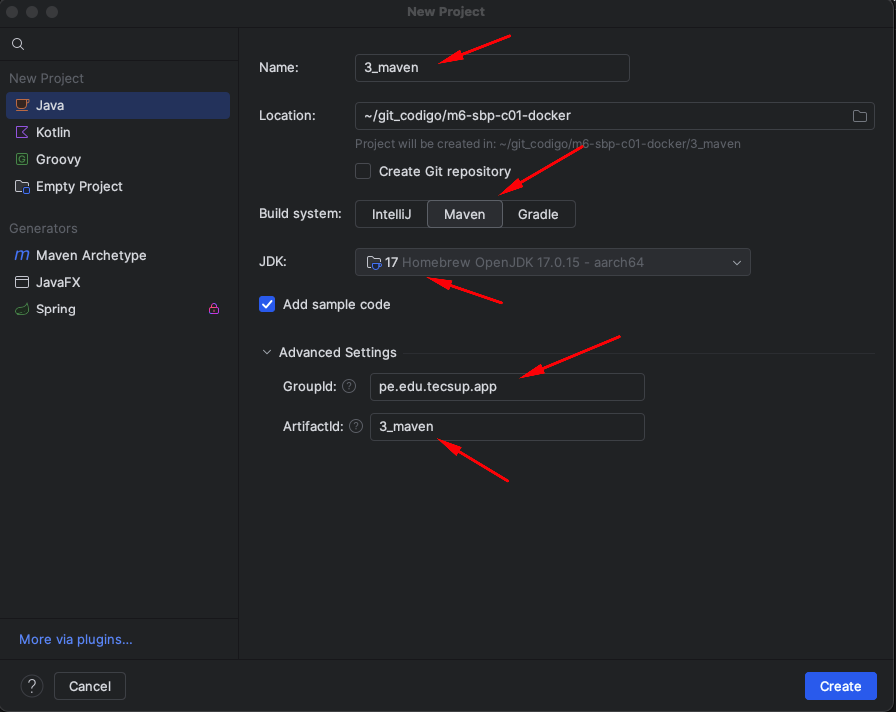 New Project
New Project
Java
Kotlin
Groovy
Empty Project
Generators
Maven Archetype
JavaFX
Spring
More via plugins...
Name: 3_maven
Location: ~/git_codigo/m6-sbp-c01-docker
Project will be created in: ~/git_codigo/m6-sbp-c01-docker/3_maven
Create Git repository
Build system: IntelliJ Maven Gradle
JDK: 17 Homebrew OpenJDK 17.0.15 - aarch64
Add sample code
Advanced Settings
GroupId: ? pe.edu.tecsup.app
ArtifactId: ? 3_maven
? Cancel Create